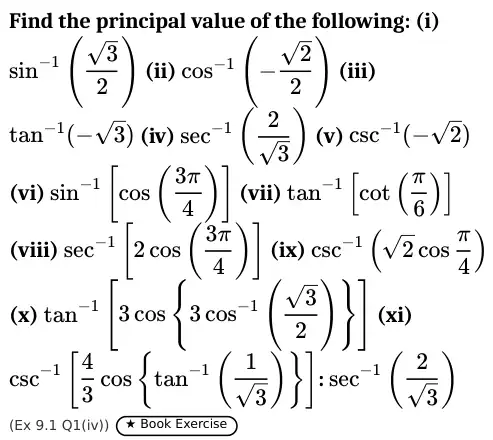 Find the principal value of the following: (i)
sin⁻¹ (√3/2) (ii) cos⁻¹ (−√2/2) (iii)
tan⁻¹(−√3) (iv) sec⁻¹ (2/√3) (v) csc⁻¹(−√2)
(vi) sin⁻¹ [cos (3π/4)] (vii) tan⁻¹ [cot (π/6)]
(viii) sec⁻¹ [2 cos (3π/4)] (ix) csc⁻¹ (√2 cos π/4)
(x) tan⁻¹ [3 cos {3 cos⁻¹ (√3/2)}] (xi)
csc⁻¹ [4/3 cos {tan⁻¹ (1/√3)}]: sec⁻¹ (2/√3)
(Ex 9.1 Q1(iv)) ★ Book Exercise